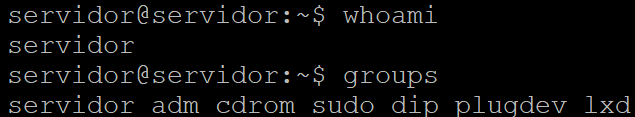 servidor@servidor:~$ whoami
servidor
servidor@servidor:~$ groups
servidor adm cdrom sudo dip plugdev lxd